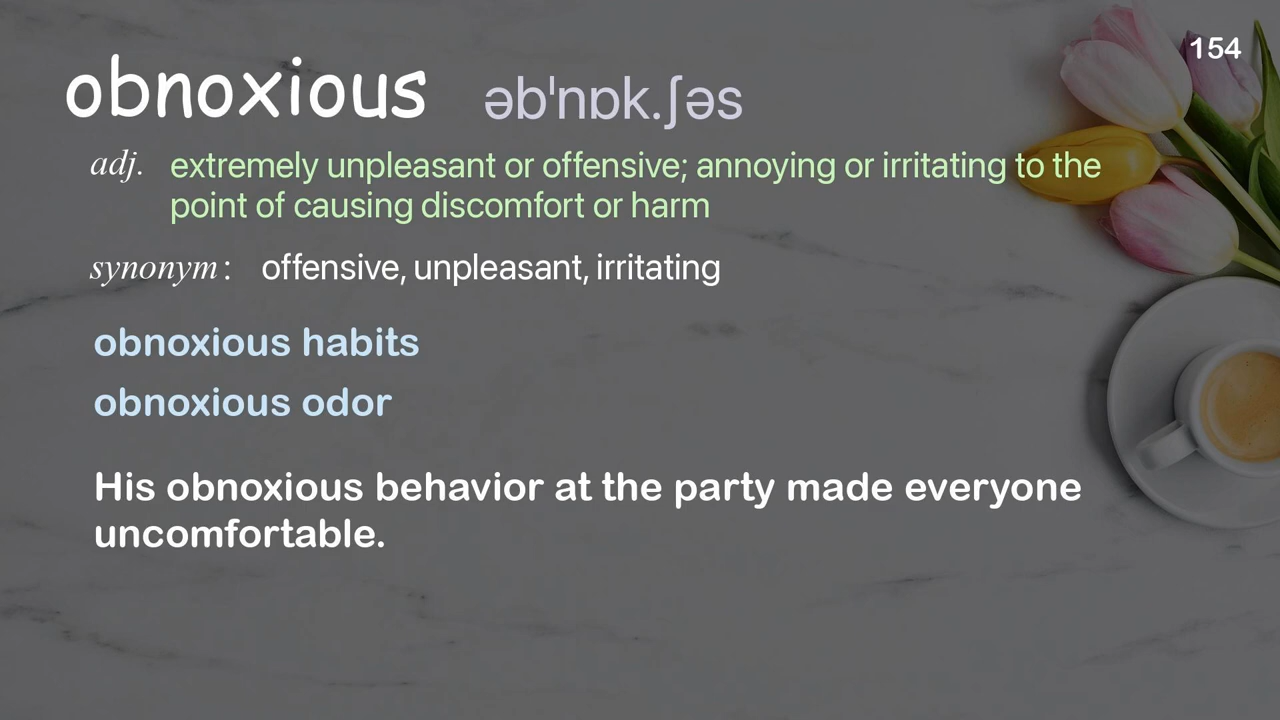 154
obnoxious əbˈnɒk.ʃəs
adj. extremely unpleasant or offensive; annoying or irritating to the
point of causing discomfort or harm
synonym: offensive, unpleasant, irritating
obnoxious habits
obnoxious odor
His obnoxious behavior at the party made everyone
uncomfortable.